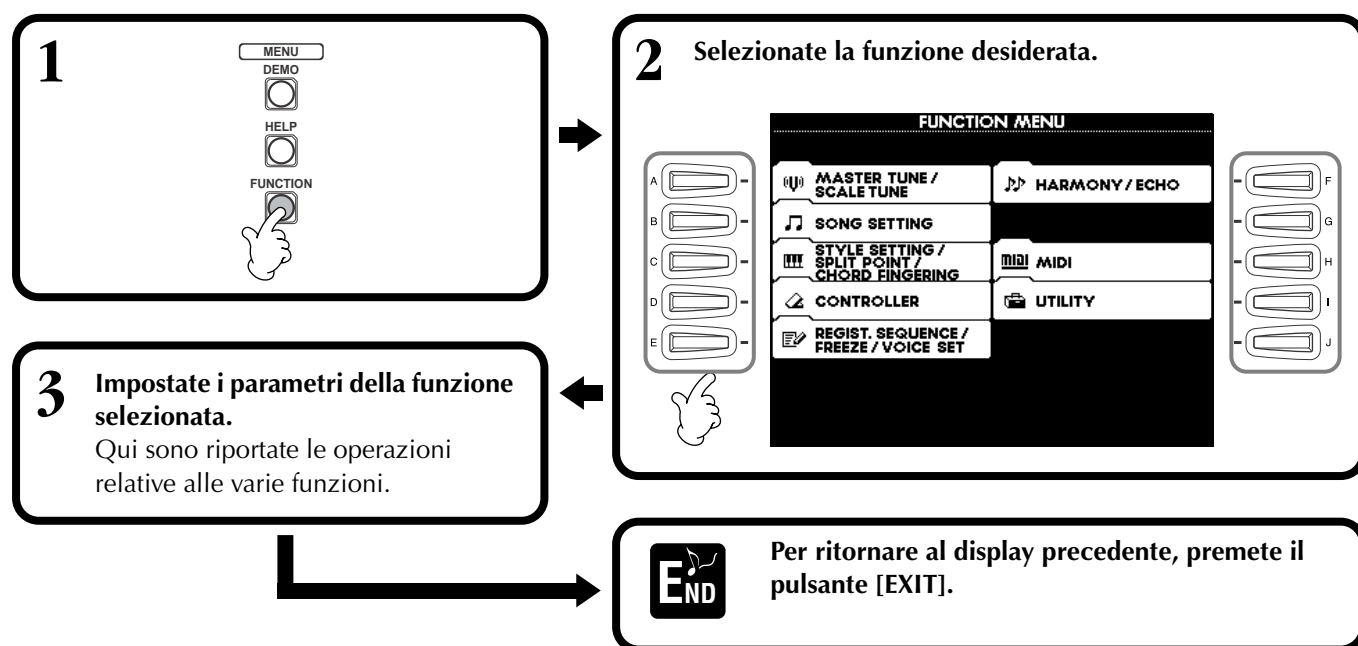 1
MENU
DEMO
HELP
FUNCTION
2 Selezionate la funzione desiderata.
FUNCTION MENU
A
B
C
D
E
MASTER TUNE /
SCALE TUNE
SONG SETTING
STYLE SETTING /
SPLIT POINT /
CHORD FINGERING
CONTROLLER
REGIST. SEQUENCE /
FREEZE / VOICE SET
HARMONY / ECHO
MIDI MIDI
UTILITY
F
G
H
I
J
3 Impostate i parametri della funzione
selezionata.
Qui sono riportate le operazioni
relative alle varie funzioni.
END
Per ritornare al display precedente, premete il
pulsante [EXIT].